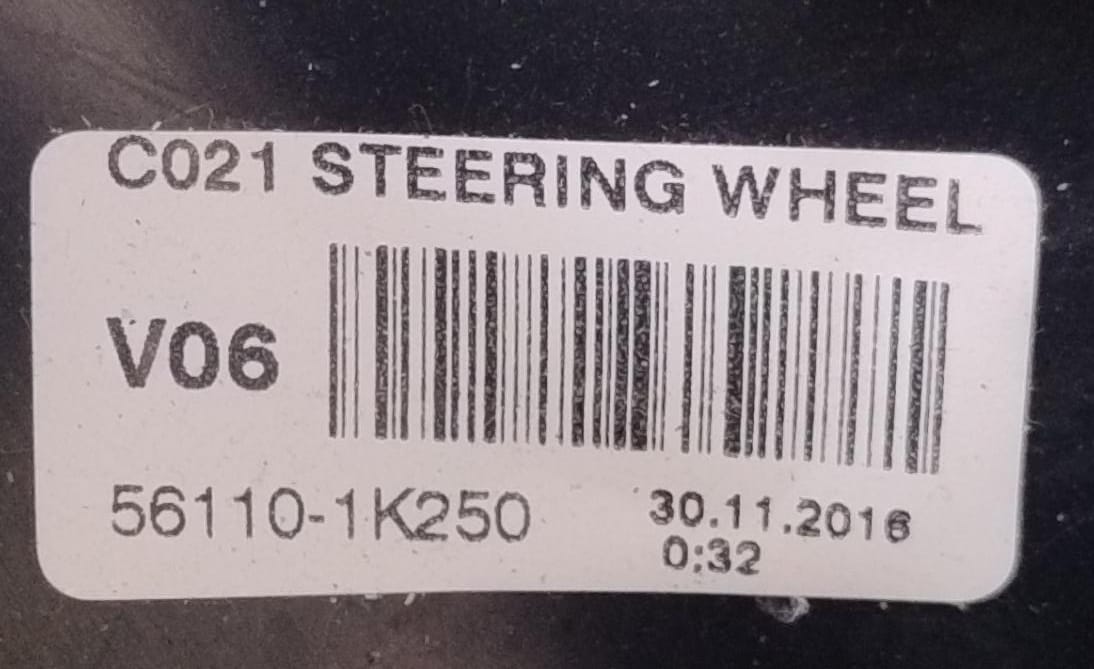 C021 STEERING WHEEL
V06
56110-1K250
30.11.2016
0:32